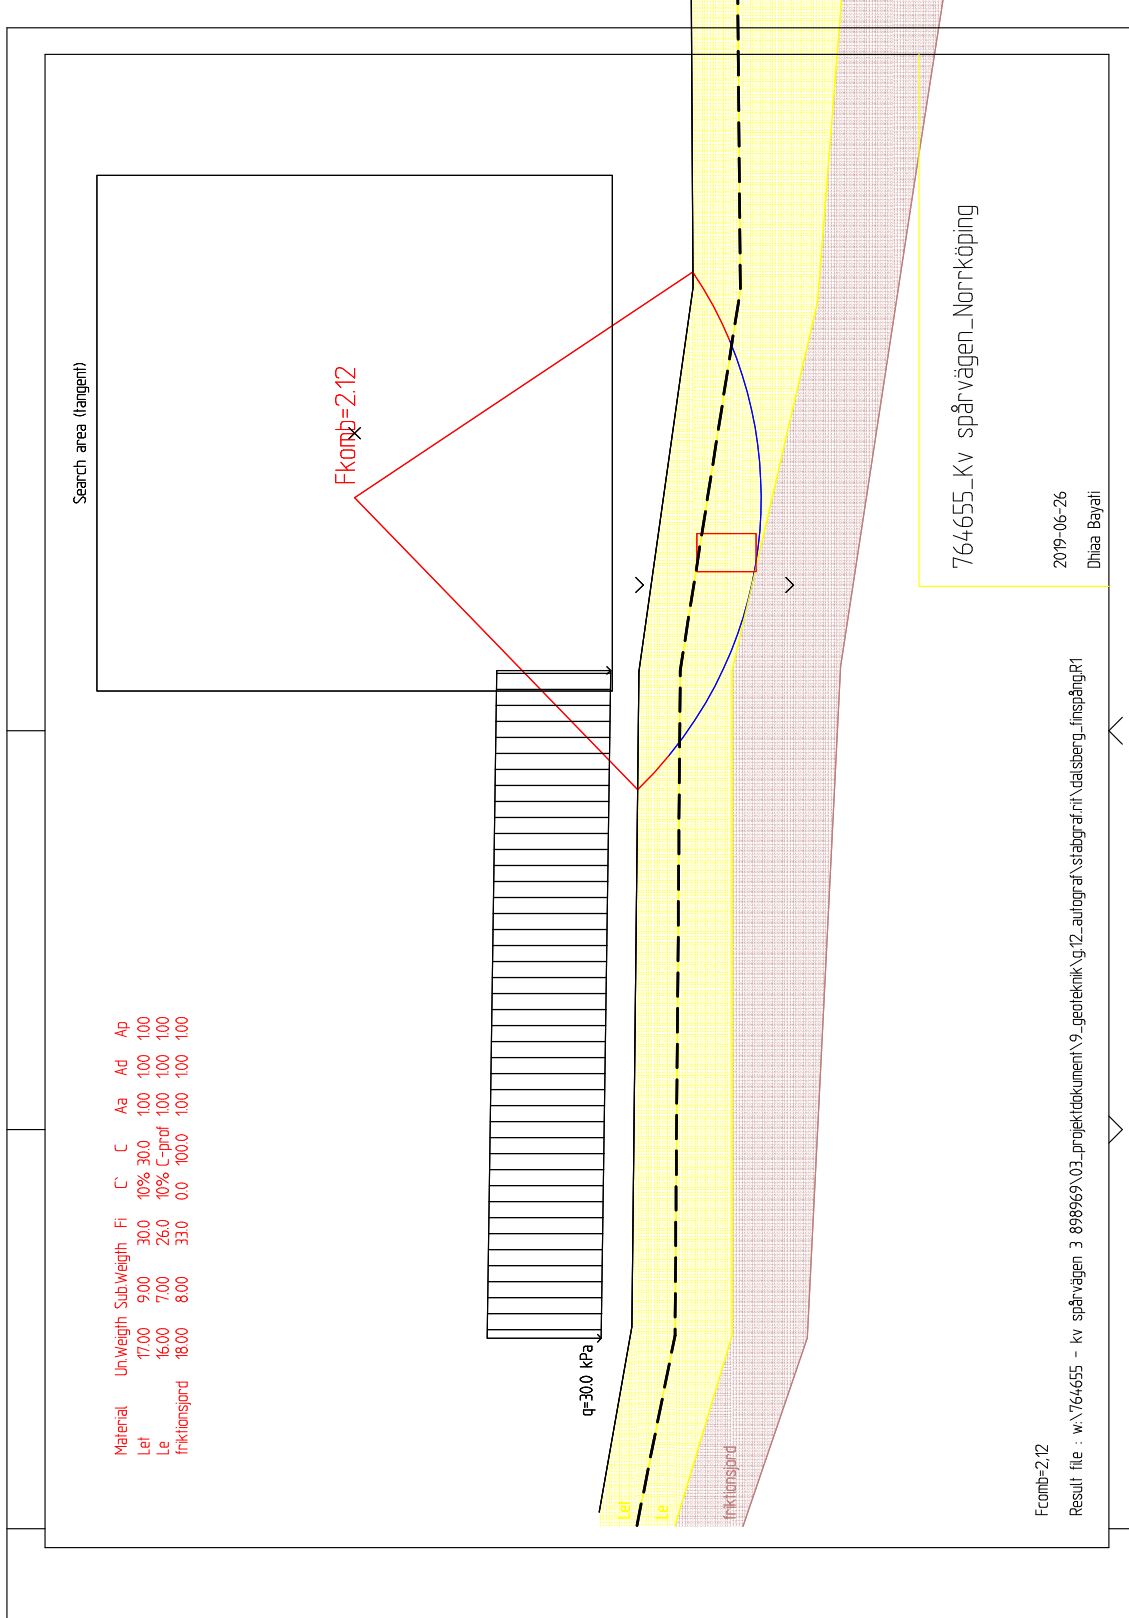 Material Un.Weigth Sub.Weigth Fi C` C Aa Ad Ap
Let 17.00 9.00 30.0 10% 30.0 1.00 1.00 1.00
Le 16.00 7.00 26.0 10% C-prof 1.00 1.00 1.00
friktionsjord 18.00 8.00 33.0 0.0 100.0 1.00 1.00 1.00
Search area (tangent)
Fkomb=2.12
q=30.0 kPa
Let
Le
friktionsjord
764655_Kv spårvägen_Norrköping
2019-06-26
Dhiaa Bayati
Fcomb=2,12
Result file : w:\764655 - kv spårvägen 3 898969\03_projektdokument\9_geoteknik\g.12_autograf\stabgraf.rit\dalsberg_finspång.R1